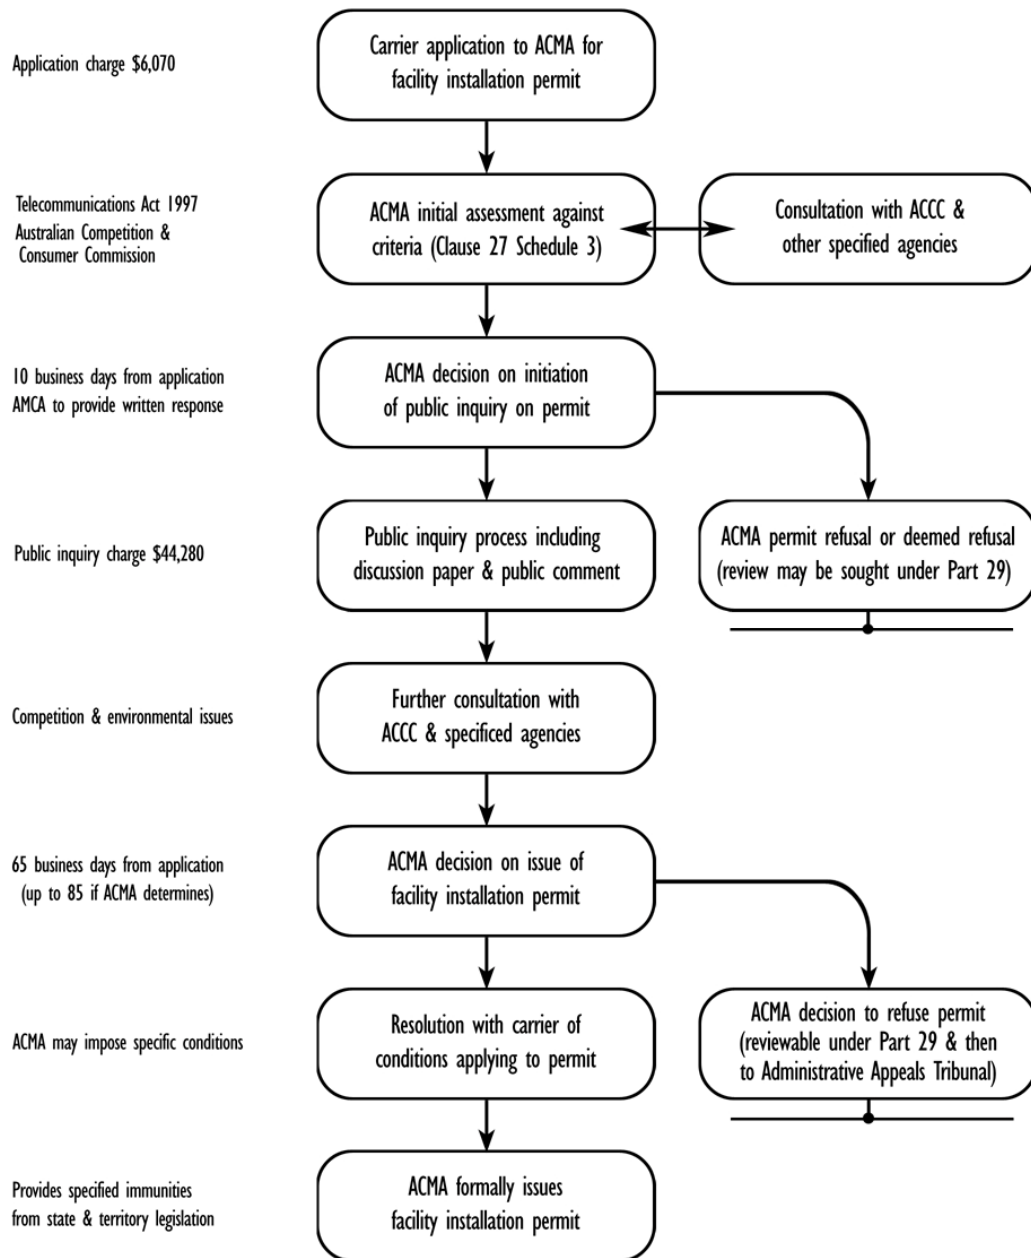 Application charge $6,070
Carrier application to ACMA for
facility installation permit
Telecommunications Act 1997
Australian Competition &
Consumer Commission
ACMA initial assessment against
criteria (Clause 27 Schedule 3)
Consultation with ACCC &
other specified agencies
10 business days from application
AMCA to provide written response
ACMA decision on initiation
of public inquiry on permit
Public inquiry charge $44,280
Public inquiry process including
discussion paper & public comment
ACMA permit refusal or deemed refusal
(review may be sought under Part 29)
Competition & environmental issues
Further consultation with
ACCC & specificed agencies
65 business days from application
(up to 85 if ACMA determines)
ACMA decision on issue of
facility installation permit
ACMA may impose specific conditions
Resolution with carrier of
conditions applying to permit
ACMA decision to refuse permit
(reviewable under Part 29 & then
to Administrative Appeals Tribunal)
Provides specified immunities
from state & territory legislation
ACMA formally issues
facility installation permit